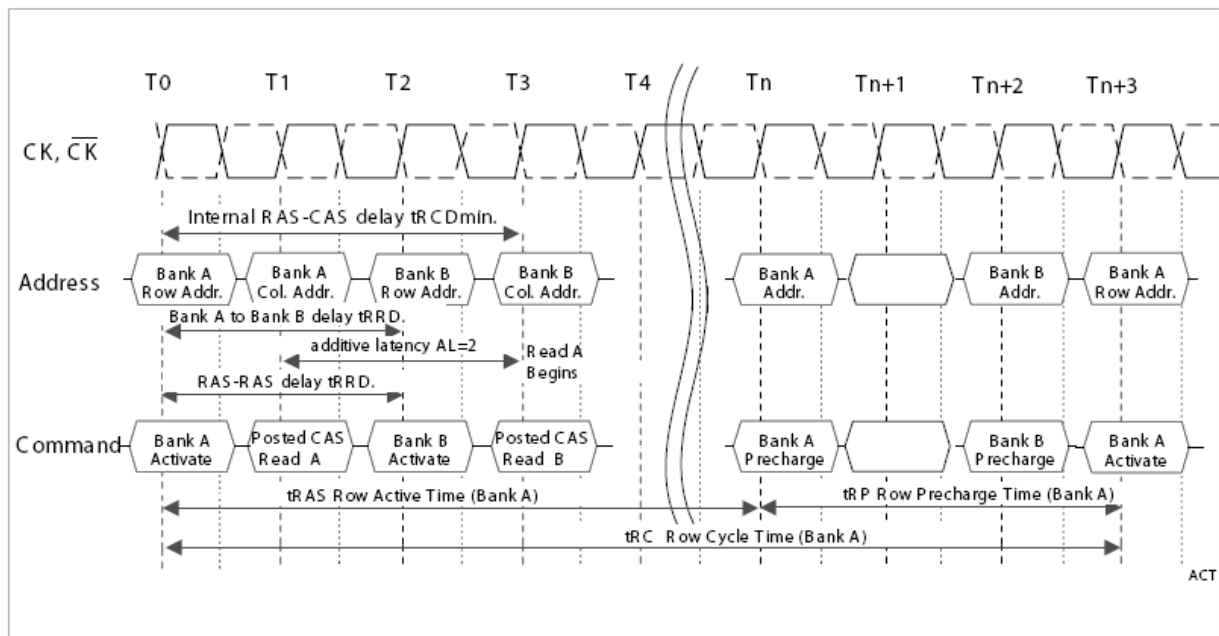 T0 T1 T2 T3 T4 Tn Tn+1 Tn+2 Tn+3
CK, C̅K̅
Internal RAS-CAS delay tRCDmin.
Address
Bank A
Row Addr.
Bank A
Col. Addr.
Bank B
Row Addr.
Bank B
Col. Addr.
Bank A
Addr.
Bank B
Addr.
Bank A
Row Addr.
Bank A to Bank B delay tRRD.
additive latency AL=2
Read A
Begins
RAS-RAS delay tRRD.
Command
Bank A
Activate
Posted CAS
Read A
Bank B
Activate
Posted CAS
Read B
Bank A
Precharge
Bank B
Precharge
Bank A
Activate
tRAS Row Active Time (Bank A)
tRP Row Precharge Time (Bank A)
tRC Row Cycle Time (Bank A)
ACT